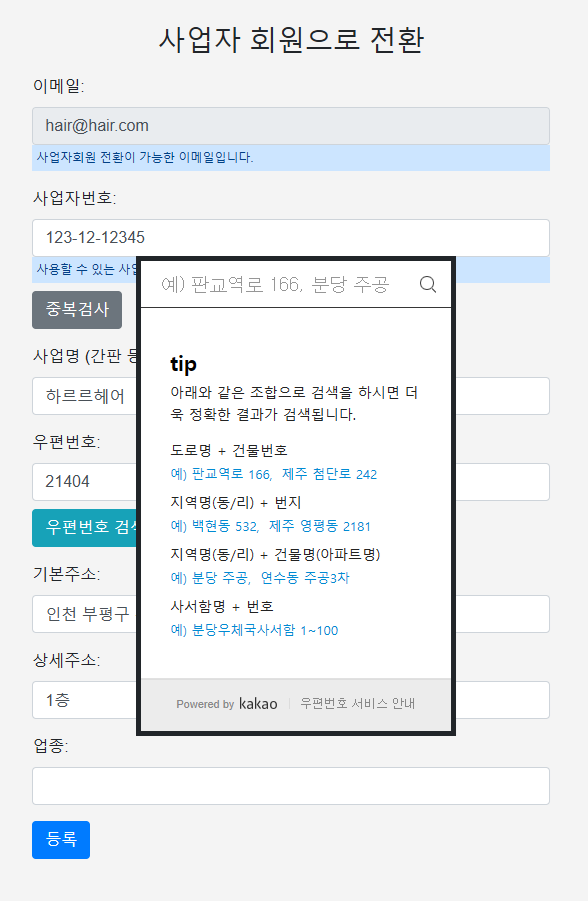 사업자 회원으로 전환
이메일:
hair@hair.com
사업자회원 전환이 가능한 이메일입니다.
사업자번호:
123-12-12345
사용할 수 있는
중복검사
사업명 (간판
하르르헤어
우편번호:
21404
우편번호
기본주소:
인천 부평구
상세주소:
1층
업종:
등록
예) 판교역로 166, 분당 주공
tip
아래와 같은 조합으로 검색을 하시면 더
욱 정확한 결과가 검색됩니다.
도로명 + 건물번호
예) 판교역로 166, 제주 첨단로 242
지역명(동/리) + 번지
예) 백현동 532, 제주 영평동 2181
지역명(동/리) + 건물명(아파트명)
예) 분당 주공, 연수동 주공3차
사서함명 + 번호
예) 분당우체국사서함 1~100
Powered by kakao
우편번호 서비스 안내